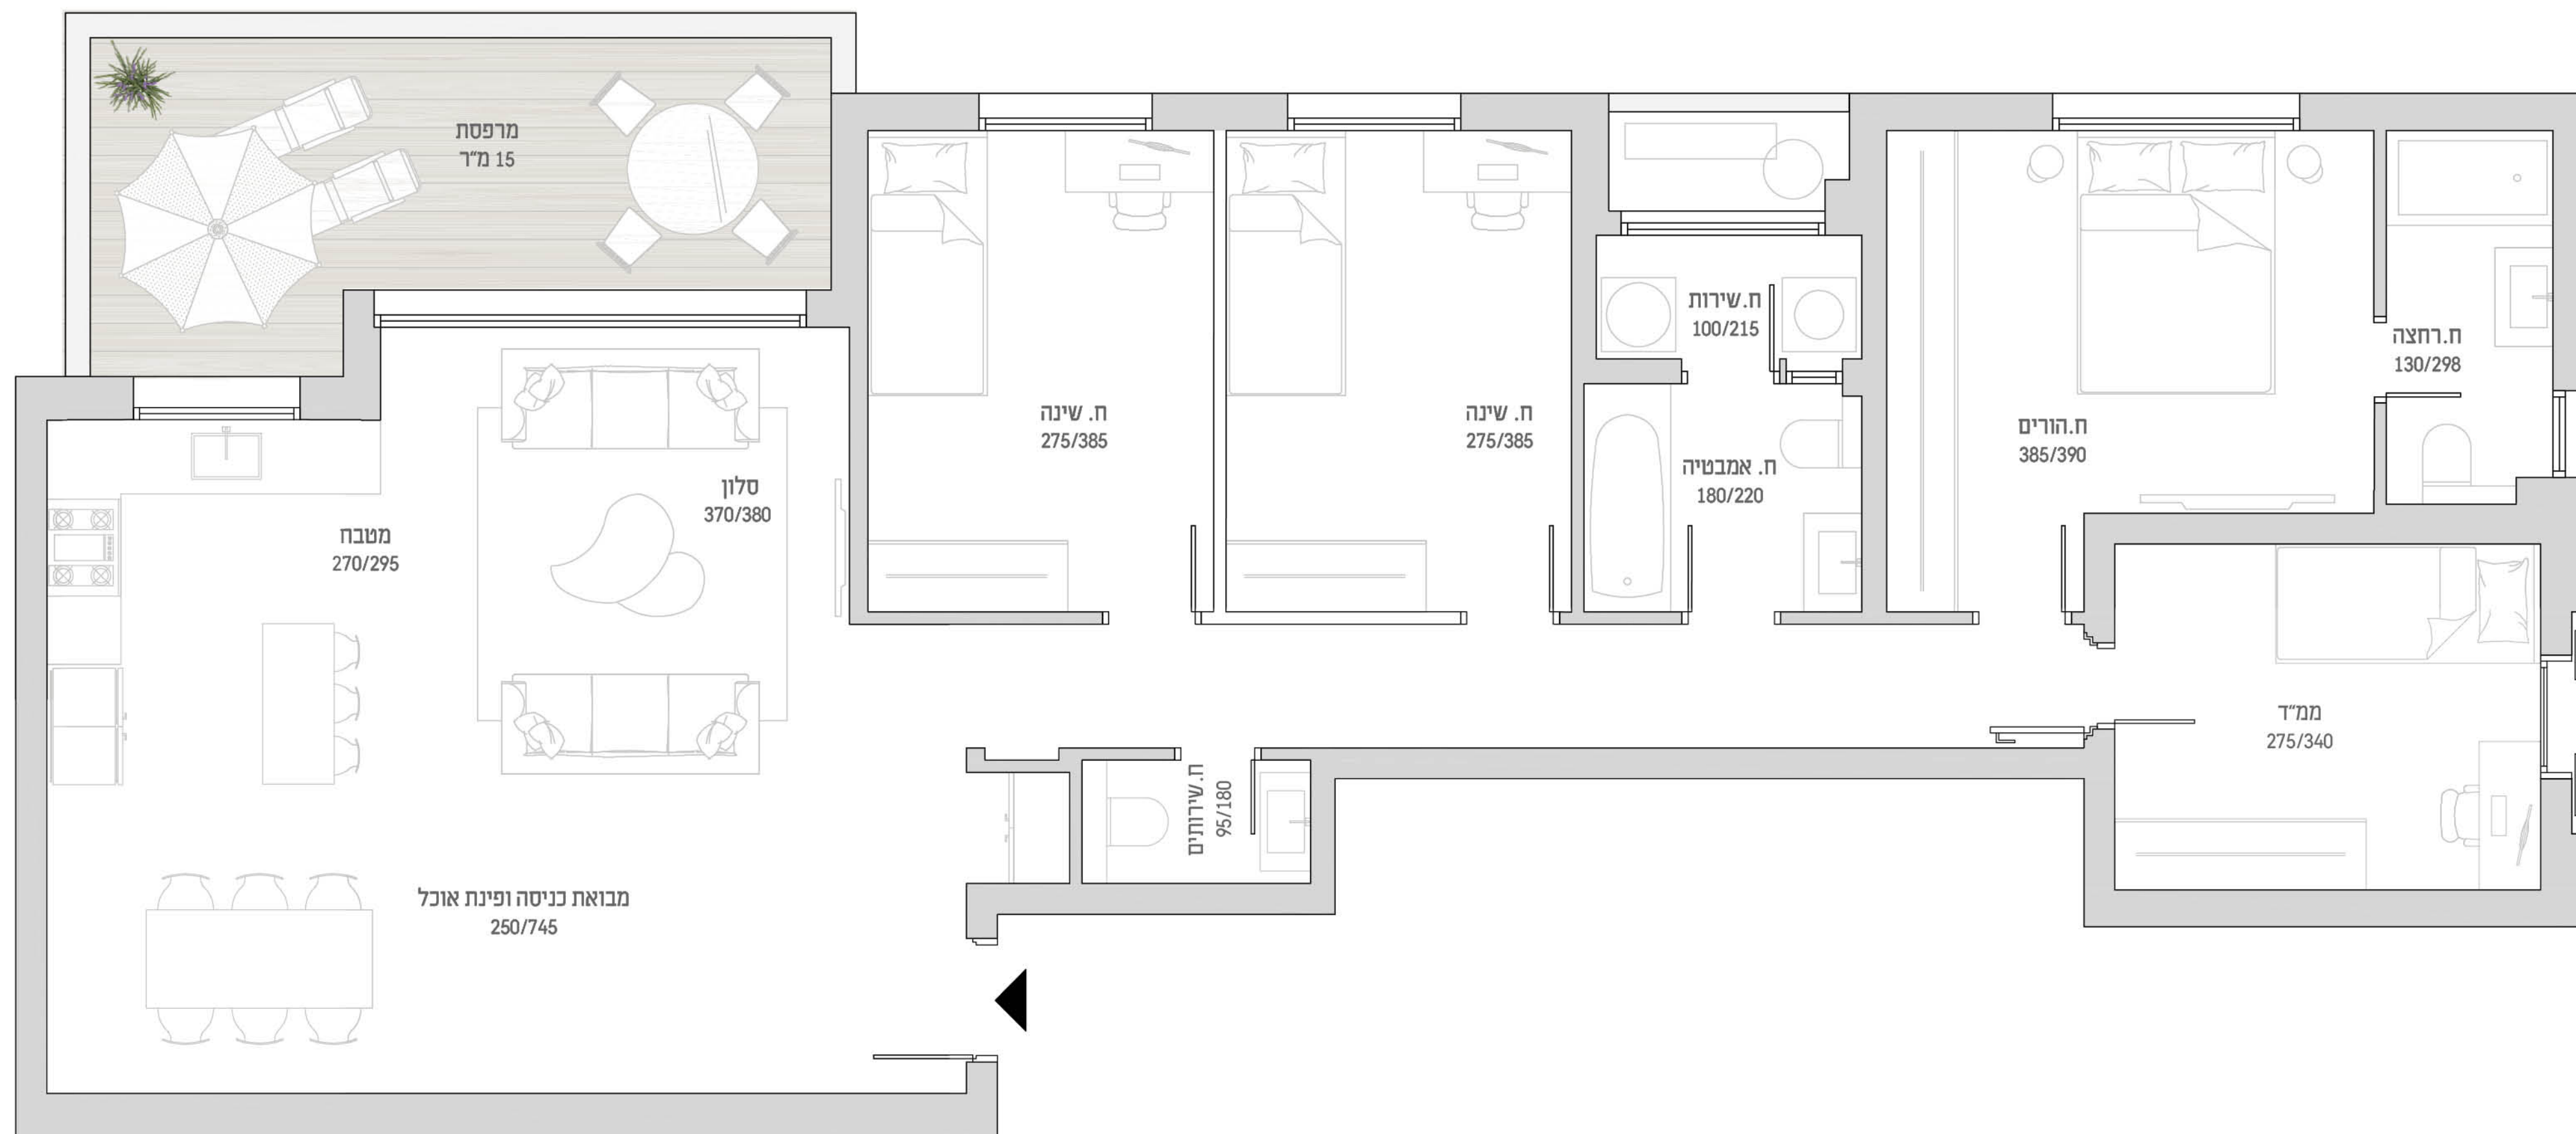 מרפסת
15 מ״ר
ח.שירות
100/215
ח.רחצה
130/298
ח. שינה
275/385
ח. שינה
275/385
ח.הורים
385/390
ח. אמבטיה
180/220
סלון
370/380
מטבח
270/295
ממ״ד
275/340
ח.שירותים
95/180
מבואת כניסה ופינת אוכל
250/745